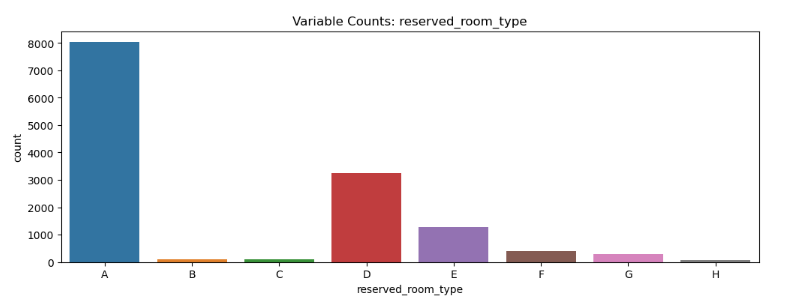 Variable Counts: reserved_room_type
8000
7000
6000
5000
4000
3000
2000
1000
0
count
A B C D E F G H
reserved_room_type